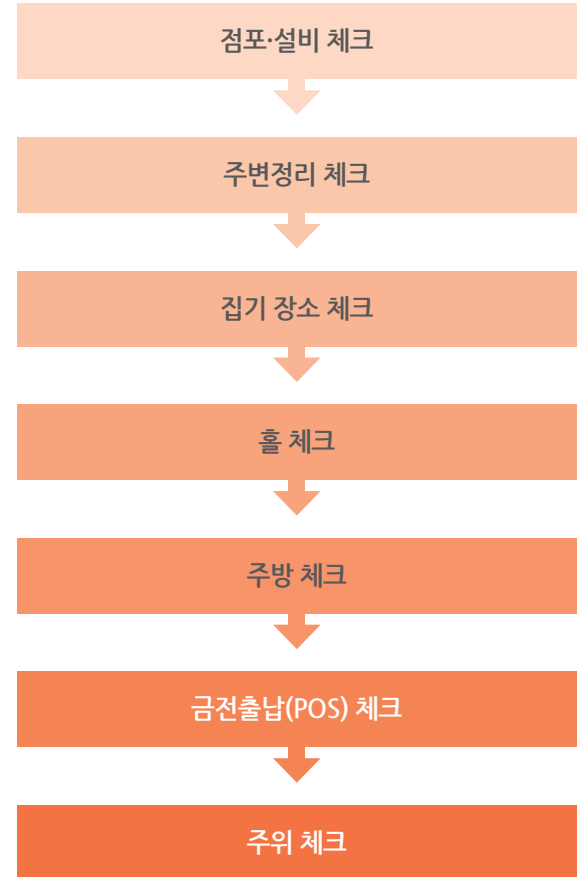 점포·설비 체크
주변정리 체크
집기 장소 체크
홀 체크
주방 체크
금전출납(POS) 체크
주위 체크